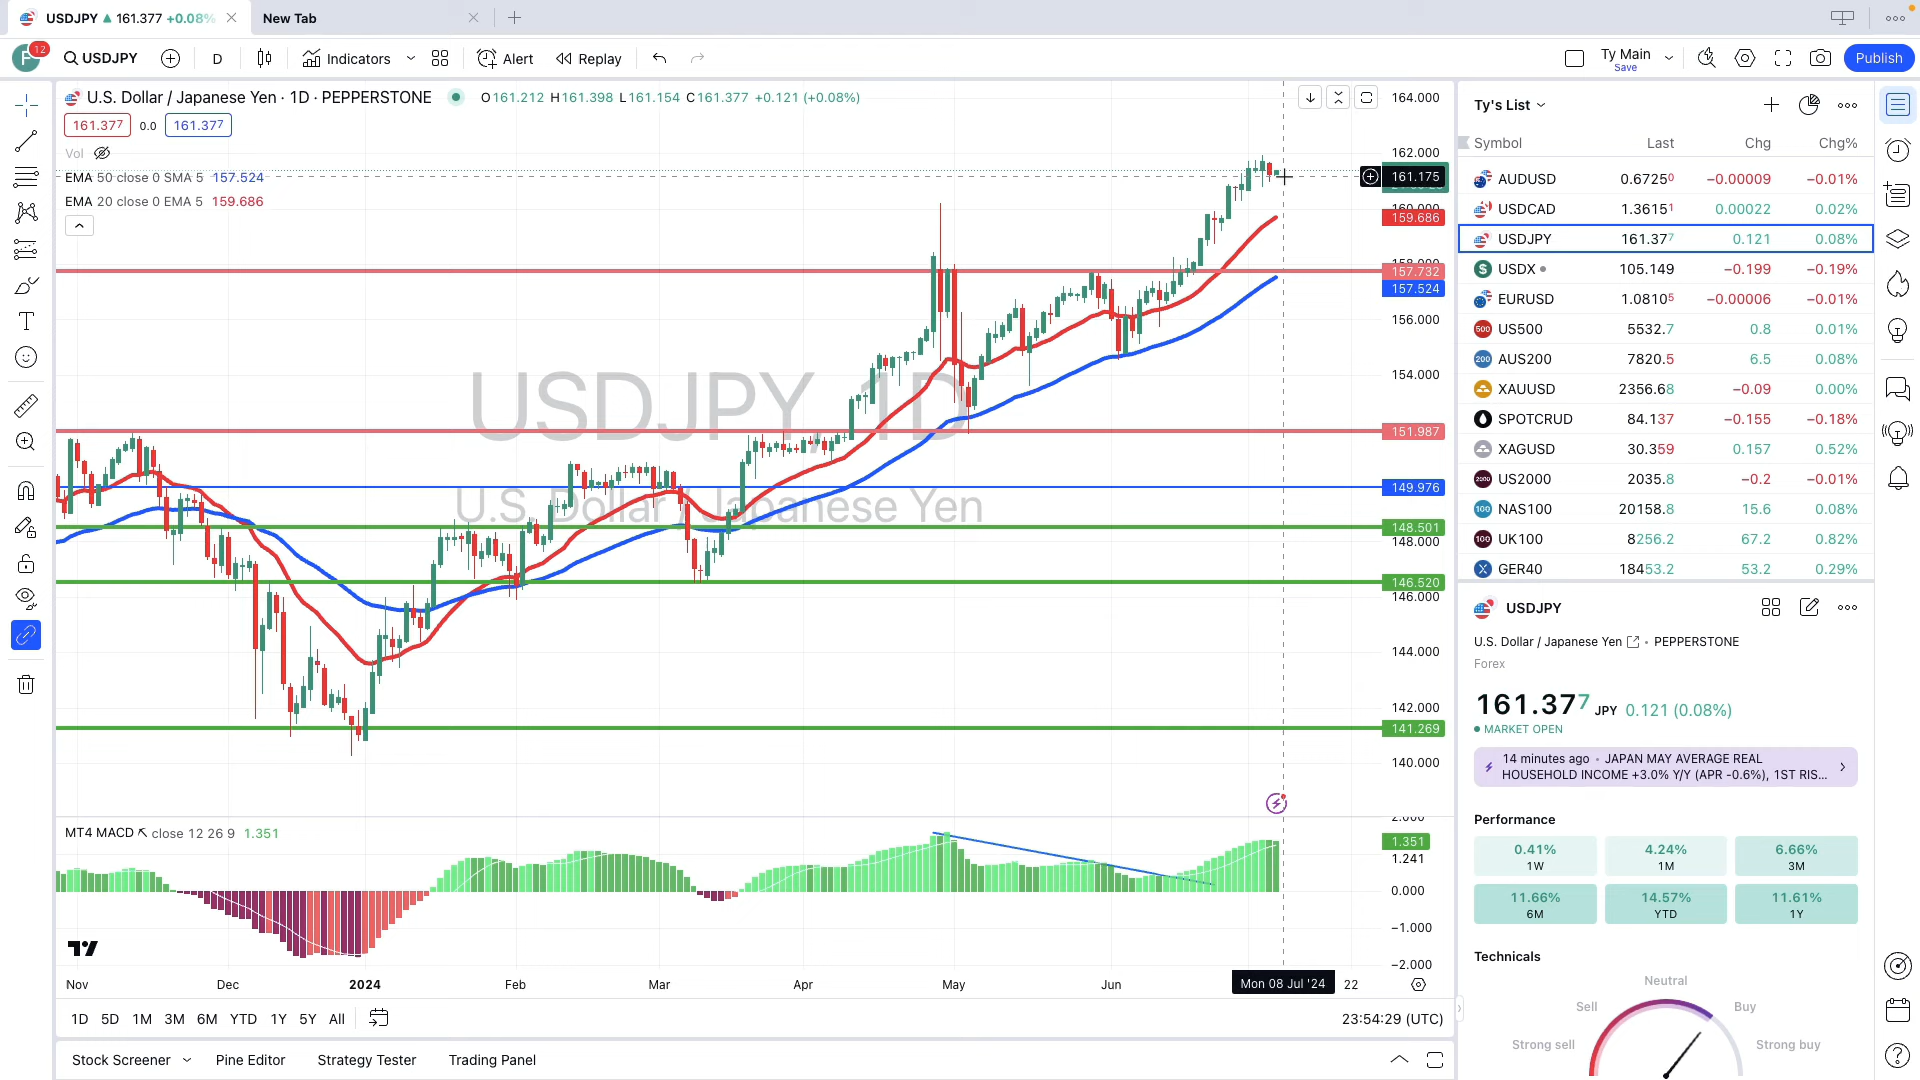 USDJPY ▲ 161.377 +0.08%
New Tab
F 12
USDJPY
D
Indicators
Alert
Replay
Ty Main
Save
Publish
U.S. Dollar / Japanese Yen · 1D · PEPPERSTONE O161.212 H161.398 L161.154 C161.377 +0.121 (+0.08%)
161.377 0.0 161.377
Vol
EMA 50 close 0 SMA 5 157.524
EMA 20 close 0 EMA 5 159.686
USDJPY, 1D
U.S. Dollar / Japanese Yen
164.000
162.000
161.175
159.686
157.732
157.524
156.000
154.000
151.987
149.976
148.501
148.000
146.520
146.000
144.000
142.000
141.269
140.000
MT4 MACD close 12 26 9 1.351
2.000
1.351
1.241
0.000
−1.000
−2.000
Nov Dec 2024 Feb Mar Apr May Jun Mon 08 Jul '24 22
1D 5D 1M 3M 6M YTD 1Y 5Y All
23:54:29 (UTC)
Stock Screener Pine Editor Strategy Tester Trading Panel
Ty's List
Symbol Last Chg Chg%
AUDUSD 0.6725⁰ −0.00009 −0.01%
USDCAD 1.3615¹ 0.00022 0.02%
USDJPY 161.37⁷ 0.121 0.08%
$ USDX 105.149 −0.199 −0.19%
EURUSD 1.0810⁵ −0.00006 −0.01%
500 US500 5532.7 0.8 0.01%
200 AUS200 7820.5 6.5 0.08%
XAUUSD 2356.68 −0.09 0.00%
SPOTCRUD 84.137 −0.155 −0.18%
XAGUSD 30.359 0.157 0.52%
2000 US2000 2035.8 −0.2 −0.01%
100 NAS100 20158.8 15.6 0.08%
100 UK100 8256.2 67.2 0.82%
X GER40 18453.2 53.2 0.29%
USDJPY
U.S. Dollar / Japanese Yen • PEPPERSTONE
Forex
161.37⁷ JPY 0.121 (0.08%)
MARKET OPEN
14 minutes ago • JAPAN MAY AVERAGE REAL
HOUSEHOLD INCOME +3.0% Y/Y (APR -0.6%), 1ST RIS...
Performance
0.41% 4.24% 6.66%
1W 1M 3M
11.66% 14.57% 11.61%
6M YTD 1Y
Technicals
Neutral
Sell Buy
Strong sell Strong buy